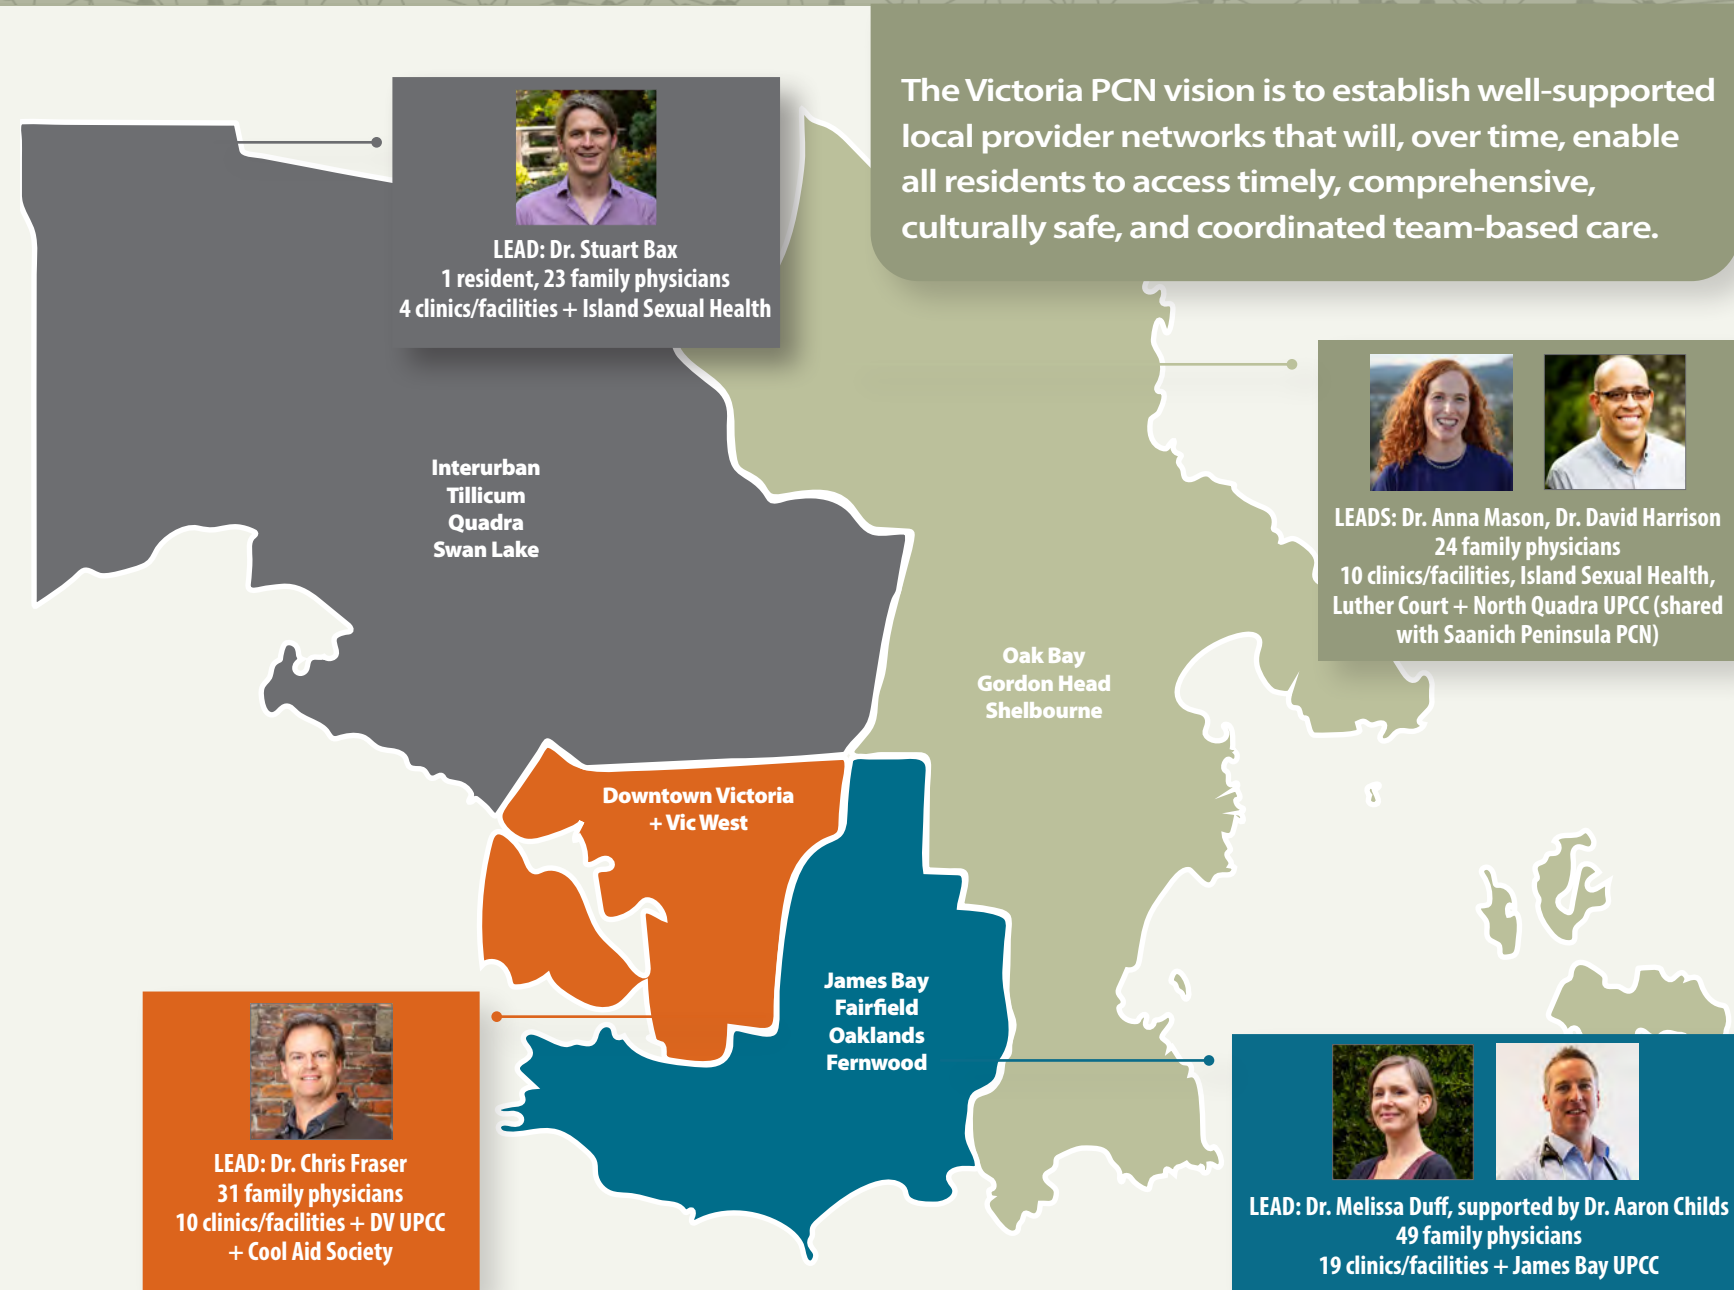 The Victoria PCN vision is to establish well-supported
local provider networks that will, over time, enable
all residents to access timely, comprehensive,
culturally safe, and coordinated team-based care.
LEAD: Dr. Stuart Bax
1 resident, 23 family physicians
4 clinics/facilities + Island Sexual Health
Interurban
Tillicum
Quadra
Swan Lake
LEADS: Dr. Anna Mason, Dr. David Harrison
24 family physicians
10 clinics/facilities, Island Sexual Health,
Luther Court + North Quadra UPCC (shared
with Saanich Peninsula PCN)
Oak Bay
Gordon Head
Shelbourne
Downtown Victoria
+ Vic West
James Bay
Fairfield
Oaklands
Fernwood
LEAD: Dr. Chris Fraser
31 family physicians
10 clinics/facilities + DV UPCC
+ Cool Aid Society
LEAD: Dr. Melissa Duff, supported by Dr. Aaron Childs
49 family physicians
19 clinics/facilities + James Bay UPCC